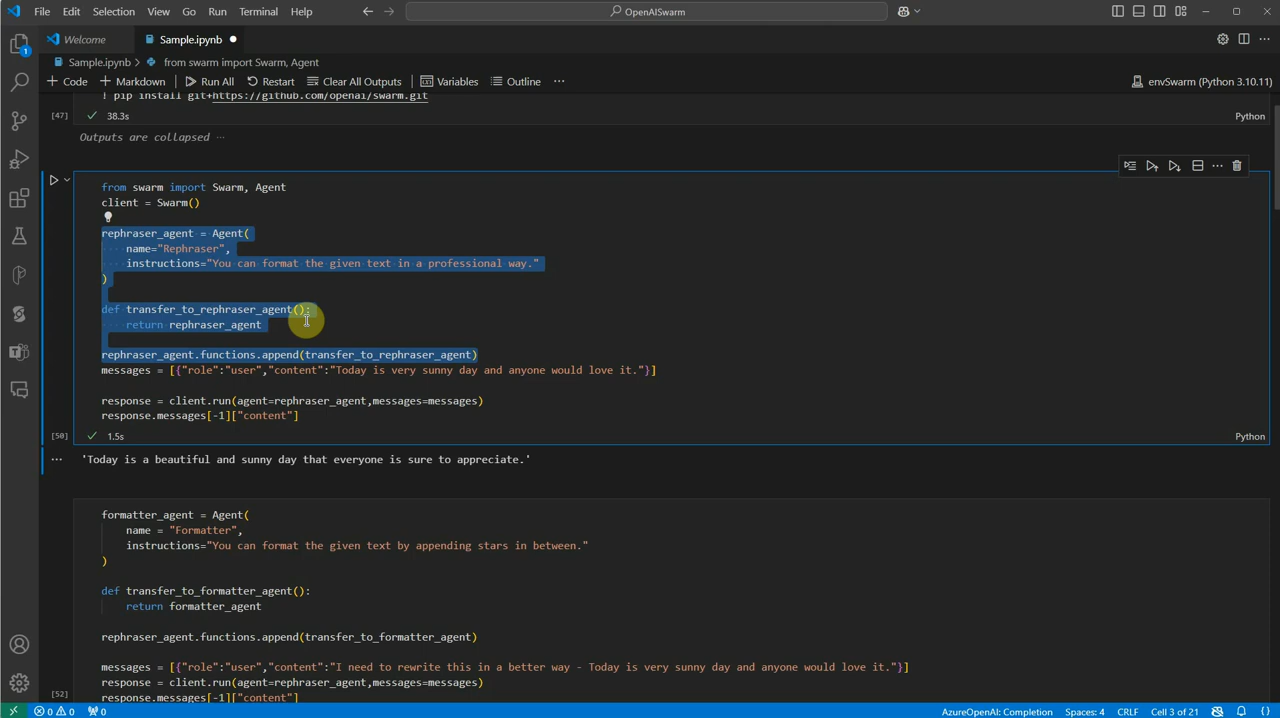 File Edit Selection View Go Run Terminal Help
OpenAISwarm
Welcome
Sample.ipynb
Sample.ipynb > from swarm import Swarm, Agent
+ Code + Markdown Run All Restart Clear All Outputs Variables Outline ···
envSwarm (Python 3.10.11)
! pip install git+https://github.com/openai/swarm.git
[47] 38.3s Python
Outputs are collapsed ···
from swarm import Swarm, Agent
client = Swarm()
rephraser_agent = Agent(
    name="Rephraser",
    instructions="You can format the given text in a professional way."
)
def transfer_to_rephraser_agent():
    return rephraser_agent
rephraser_agent.functions.append(transfer_to_rephraser_agent)
messages = [{"role":"user","content":"Today is very sunny day and anyone would love it."}]
response = client.run(agent=rephraser_agent,messages=messages)
response.messages[-1]["content"]
[50] 1.5s Python
'Today is a beautiful and sunny day that everyone is sure to appreciate.'
formatter_agent = Agent(
    name = "Formatter",
    instructions="You can format the given text by appending stars in between."
)
def transfer_to_formatter_agent():
    return formatter_agent
rephraser_agent.functions.append(transfer_to_formatter_agent)
messages = [{"role":"user","content":"I need to rewrite this in a better way - Today is very sunny day and anyone would love it."}]
response = client.run(agent=rephraser_agent,messages=messages)
[52] response.messages[-1]["content"]
1
0 0 0 AzureOpenAI: Completion Spaces: 4 CRLF Cell 3 of 21